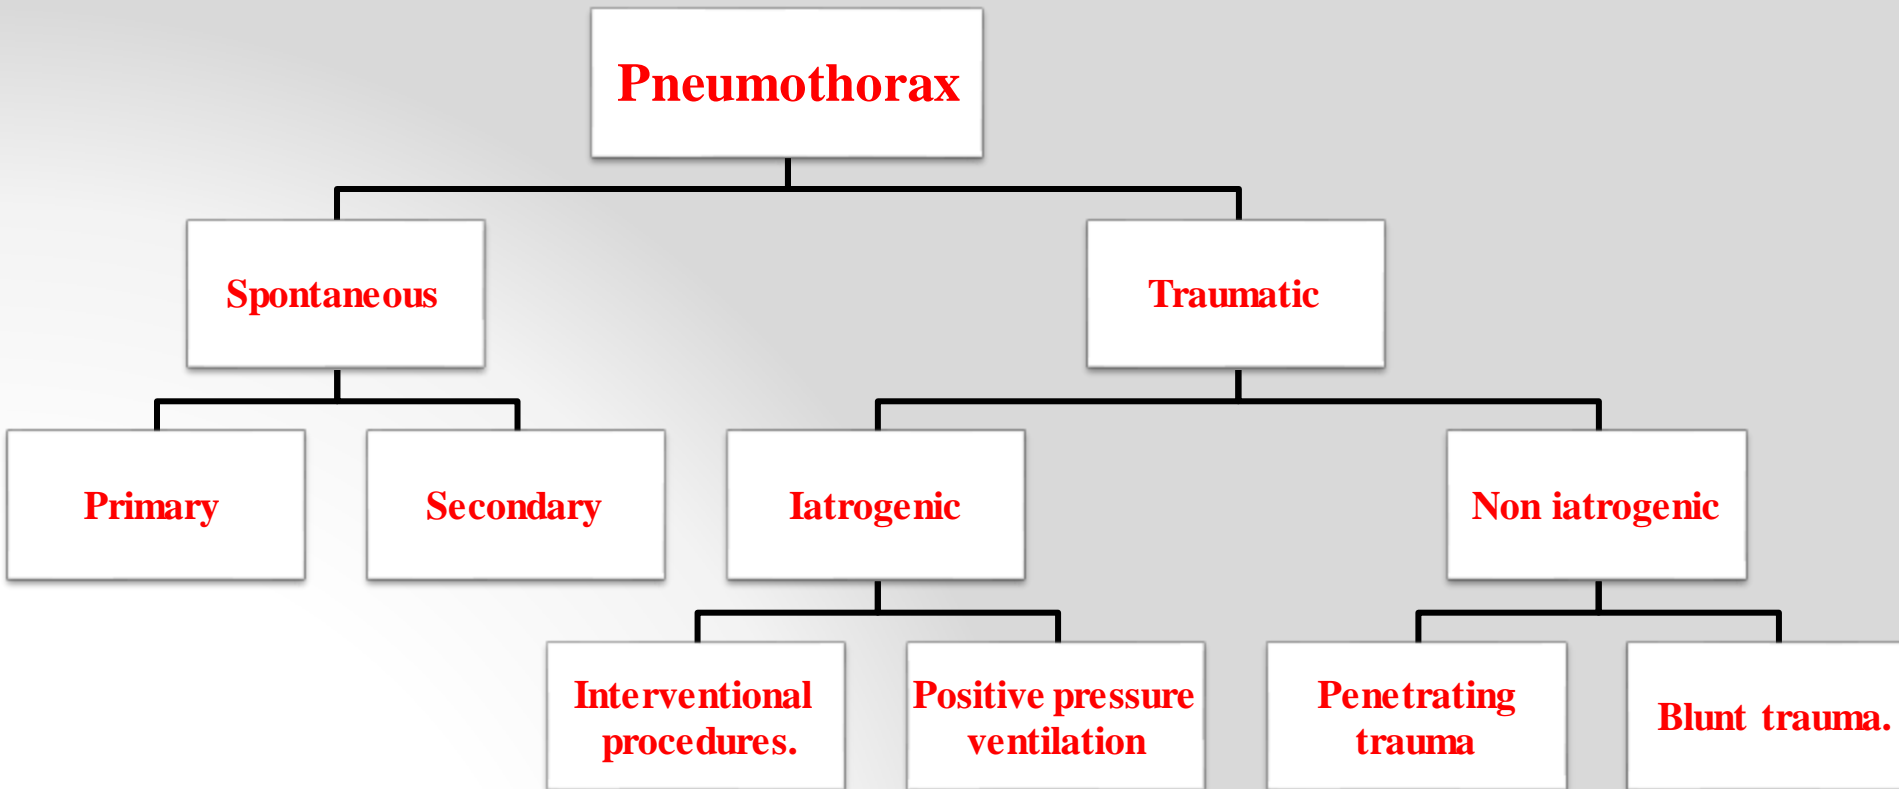 Pneumothorax
Spontaneous
Traumatic
Primary
Secondary
Iatrogenic
Non iatrogenic
Interventional
procedures.
Positive pressure
ventilation
Penetrating
trauma
Blunt trauma.